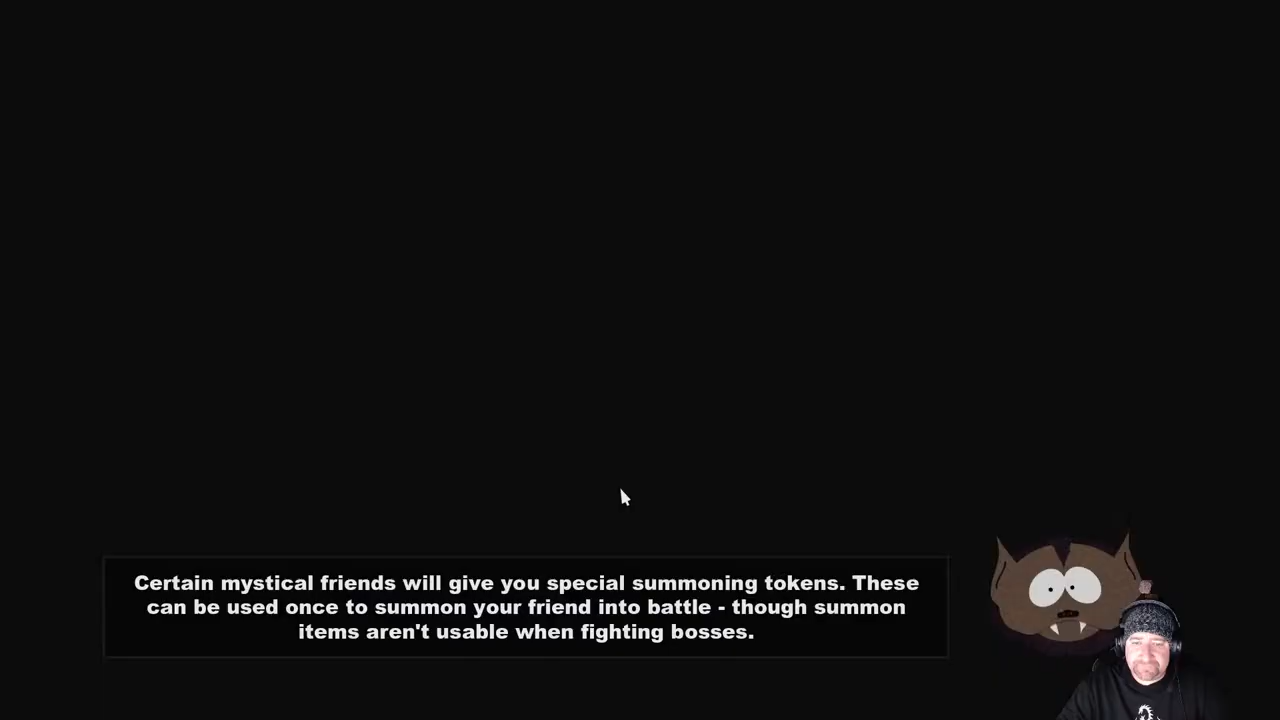 Certain mystical friends will give you special summoning tokens. These
can be used once to summon your friend into battle - though summon
items aren't usable when fighting bosses.